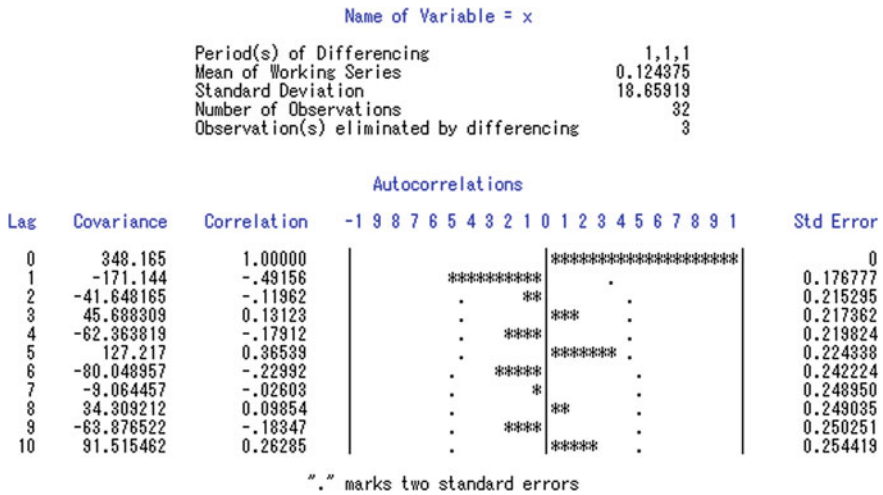 Name of Variable = x
Period(s) of Differencing 1,1,1
Mean of Working Series 0.124375
Standard Deviation 18.65919
Number of Observations 32
Observation(s) eliminated by differencing 3
Autocorrelations
Lag Covariance Correlation -1 9 8 7 6 5 4 3 2 1 0 1 2 3 4 5 6 7 8 9 1 Std Error
0 348.165 1.00000 | |********************| 0
1 -171.144 -.49156 | **********| . | 0.176777
2 -41.648165 -.11962 | . **| . | 0.215295
3 45.688309 0.13123 | . |*** . | 0.217362
4 -62.363819 -.17912 | . ****| . | 0.219824
5 127.217 0.36539 | . |******* . | 0.224338
6 -80.048957 -.22992 | . *****| . | 0.242224
7 -9.064457 -.02603 | . *| . | 0.248950
8 34.309212 0.09854 | . |** . | 0.249035
9 -63.876522 -.18347 | . ****| . | 0.250251
10 91.515462 0.26285 | . |***** . | 0.254419
"." marks two standard errors